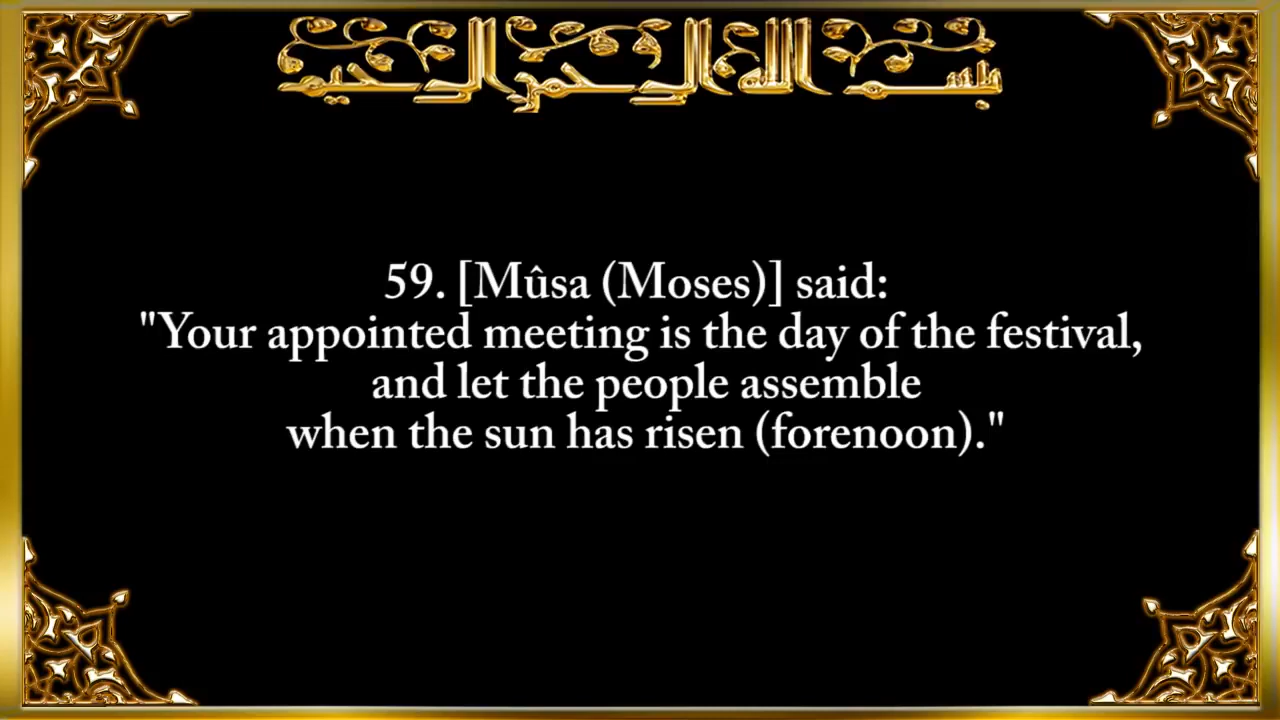 بسم الله الرحمن الرحيم
59. [Mûsa (Moses)] said:
"Your appointed meeting is the day of the festival,
and let the people assemble
when the sun has risen (forenoon)."